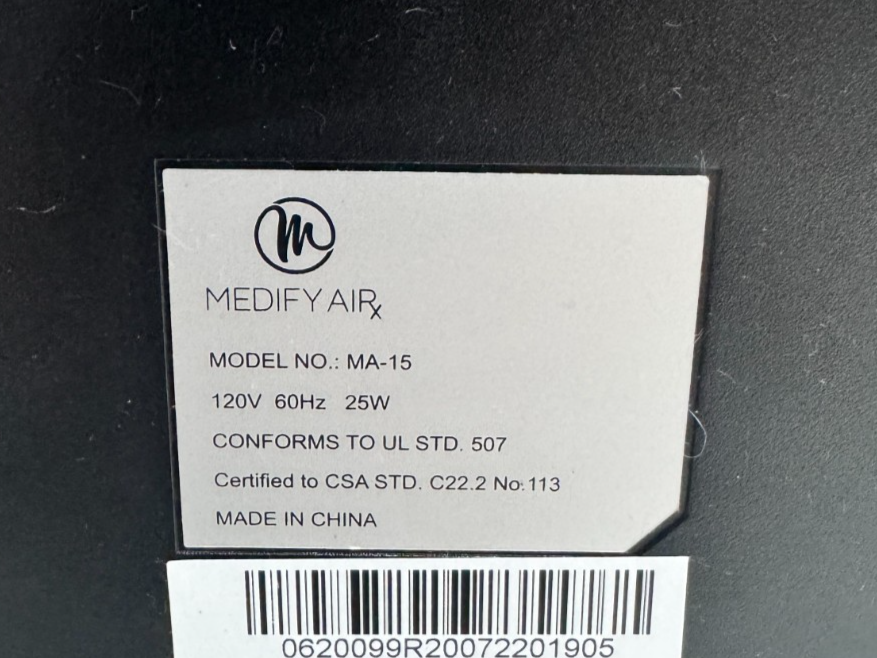 m
MEDIFY AIRx
MODEL NO.: MA-15
120V 60Hz 25W
CONFORMS TO UL STD. 507
Certified to CSA STD. C22.2 No.113
MADE IN CHINA
0620099R20072201905